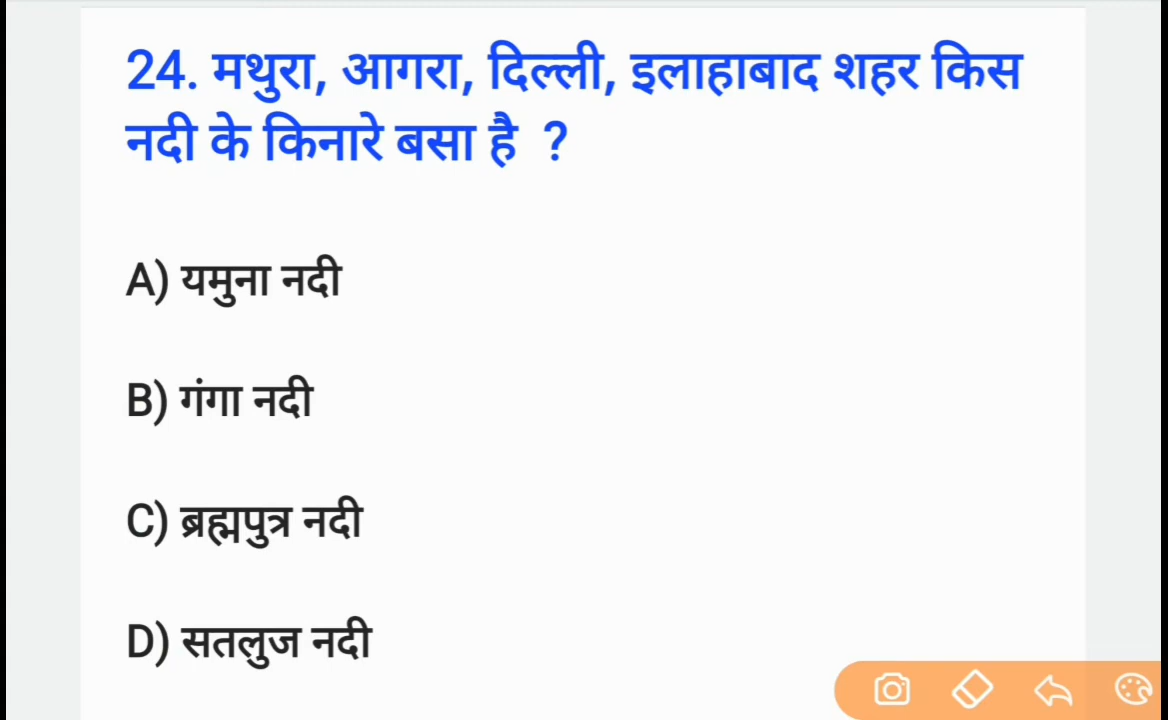 24. मथुरा, आगरा, दिल्ली, इलाहाबाद शहर किस
नदी के किनारे बसा है ?
A) यमुना नदी
B) गंगा नदी
C) ब्रह्मपुत्र नदी
D) सतलुज नदी